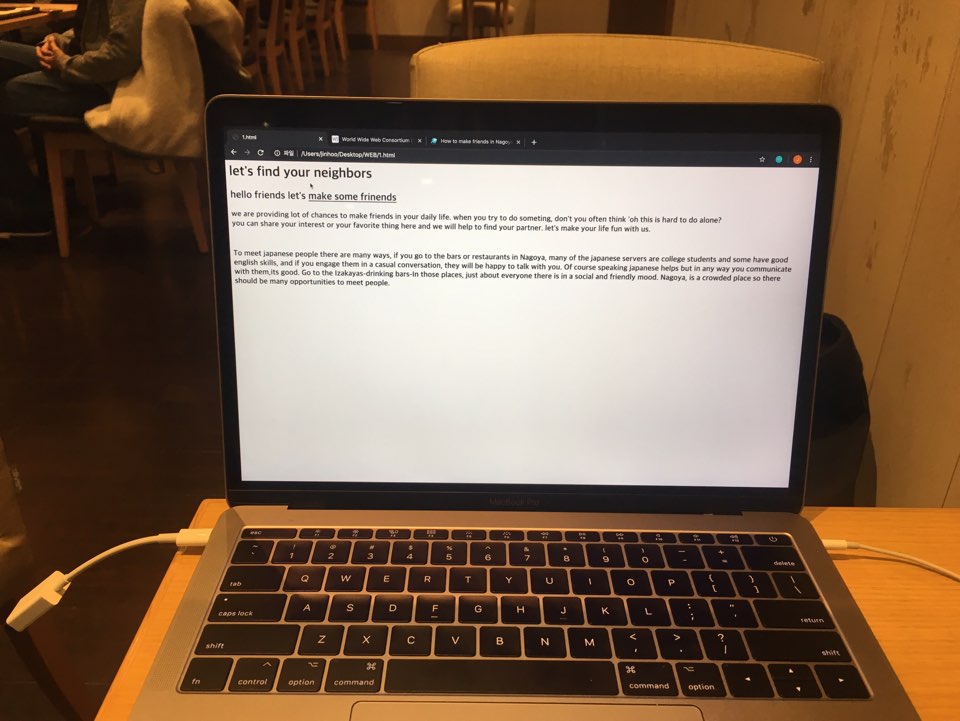 1.html
World Wide Web Consortium
How to make friends in Nagoy
파일 | /Users/jinhoo/Desktop/WEB/1.html
let's find your neighbors
hello friends let's make some frinends
we are providing lot of chances to make friends in your daily life. when you try to do someting, don't you often think 'oh this is hard to do alone?
you can share your interest or your favorite thing here and we will help to find your partner. let's make your life fun with us.
To meet japanese people there are many ways, if you go to the bars or restaurants in Nagoya, many of the japanese servers are college students and some have good
english skills, and if you engage them in a casual conversation, they will be happy to talk with you. Of course speaking japanese helps but in any way you communicate
with them,its good. Go to the Izakayas-drinking bars-In those places, just about everyone there is in a social and friendly mood. Nagoya, is a crowded place so there
should be many opportunities to meet people.
MacBook Pro
esc
~ ! @ # $ % ^ & * ( ) — +
1 2 3 4 5 6 7 8 9 0 - = delete
tab Q W E R T Y U I O P { [ } ] | \
caps lock A S D F G H J K L : ; " ' return
shift Z X C V B N M < , > . ? / shift
fn control option command command option